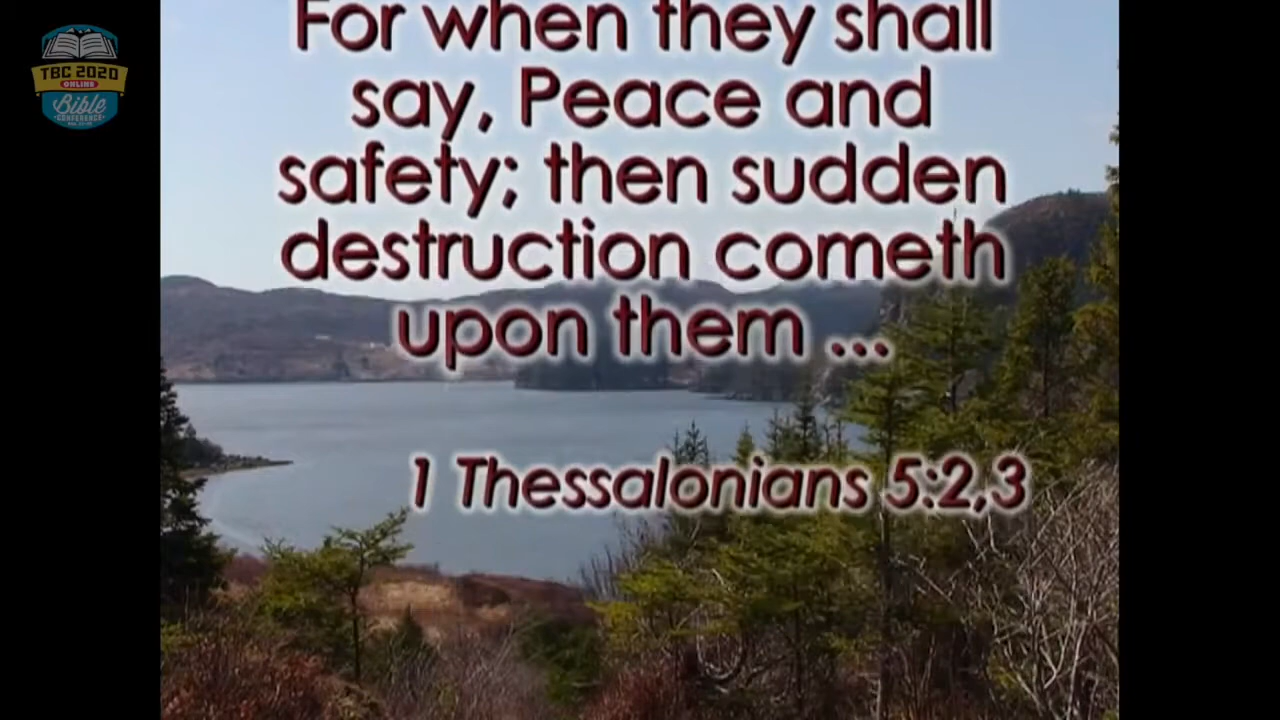 TBC 2020
ONLINE
Bible
CONFERENCE
For when they shall
say, Peace and
safety; then sudden
destruction cometh
upon them ...
1 Thessalonians 5:2,3